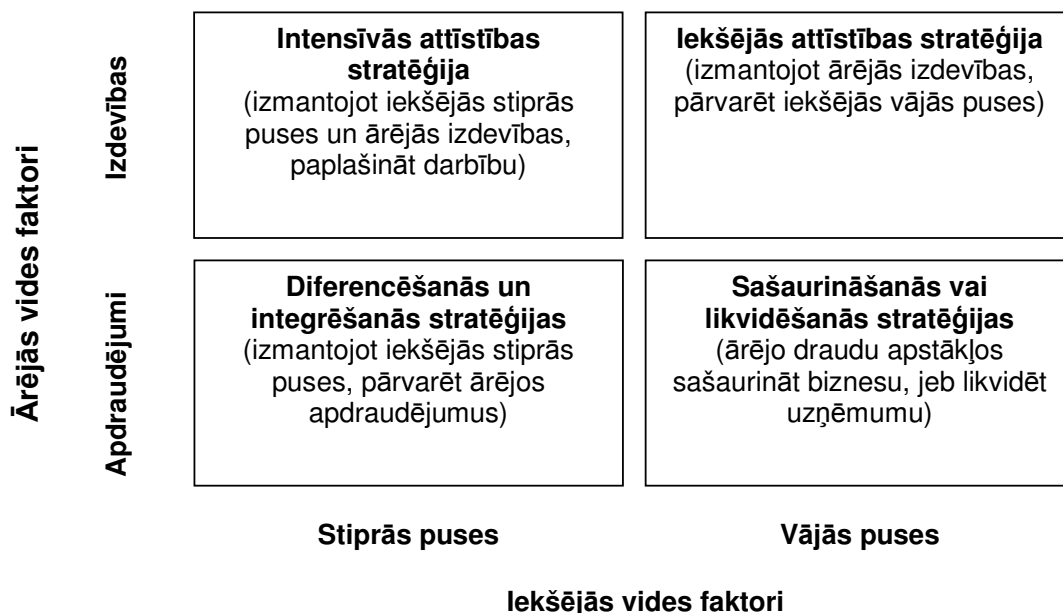 Ārējās vides faktori
Izdevības
Intensīvās attīstības
stratēģija
(izmantojot iekšējās stiprās
puses un ārējās izdevības,
paplašināt darbību)
Iekšējās attīstības stratēģija
(izmantojot ārējās izdevības,
pārvarēt iekšējās vājās puses)
Apdraudējumi
Diferencēšanās un
integrēšanās stratēģijas
(izmantojot iekšējās stiprās
puses, pārvarēt ārējos
apdraudējumus)
Sašaurināšanās vai
likvidēšanās stratēģijas
(ārējo draudu apstākļos
sašaurināt biznesu, jeb likvidēt
uzņēmumu)
Stiprās puses
Vājās puses
Iekšējās vides faktori